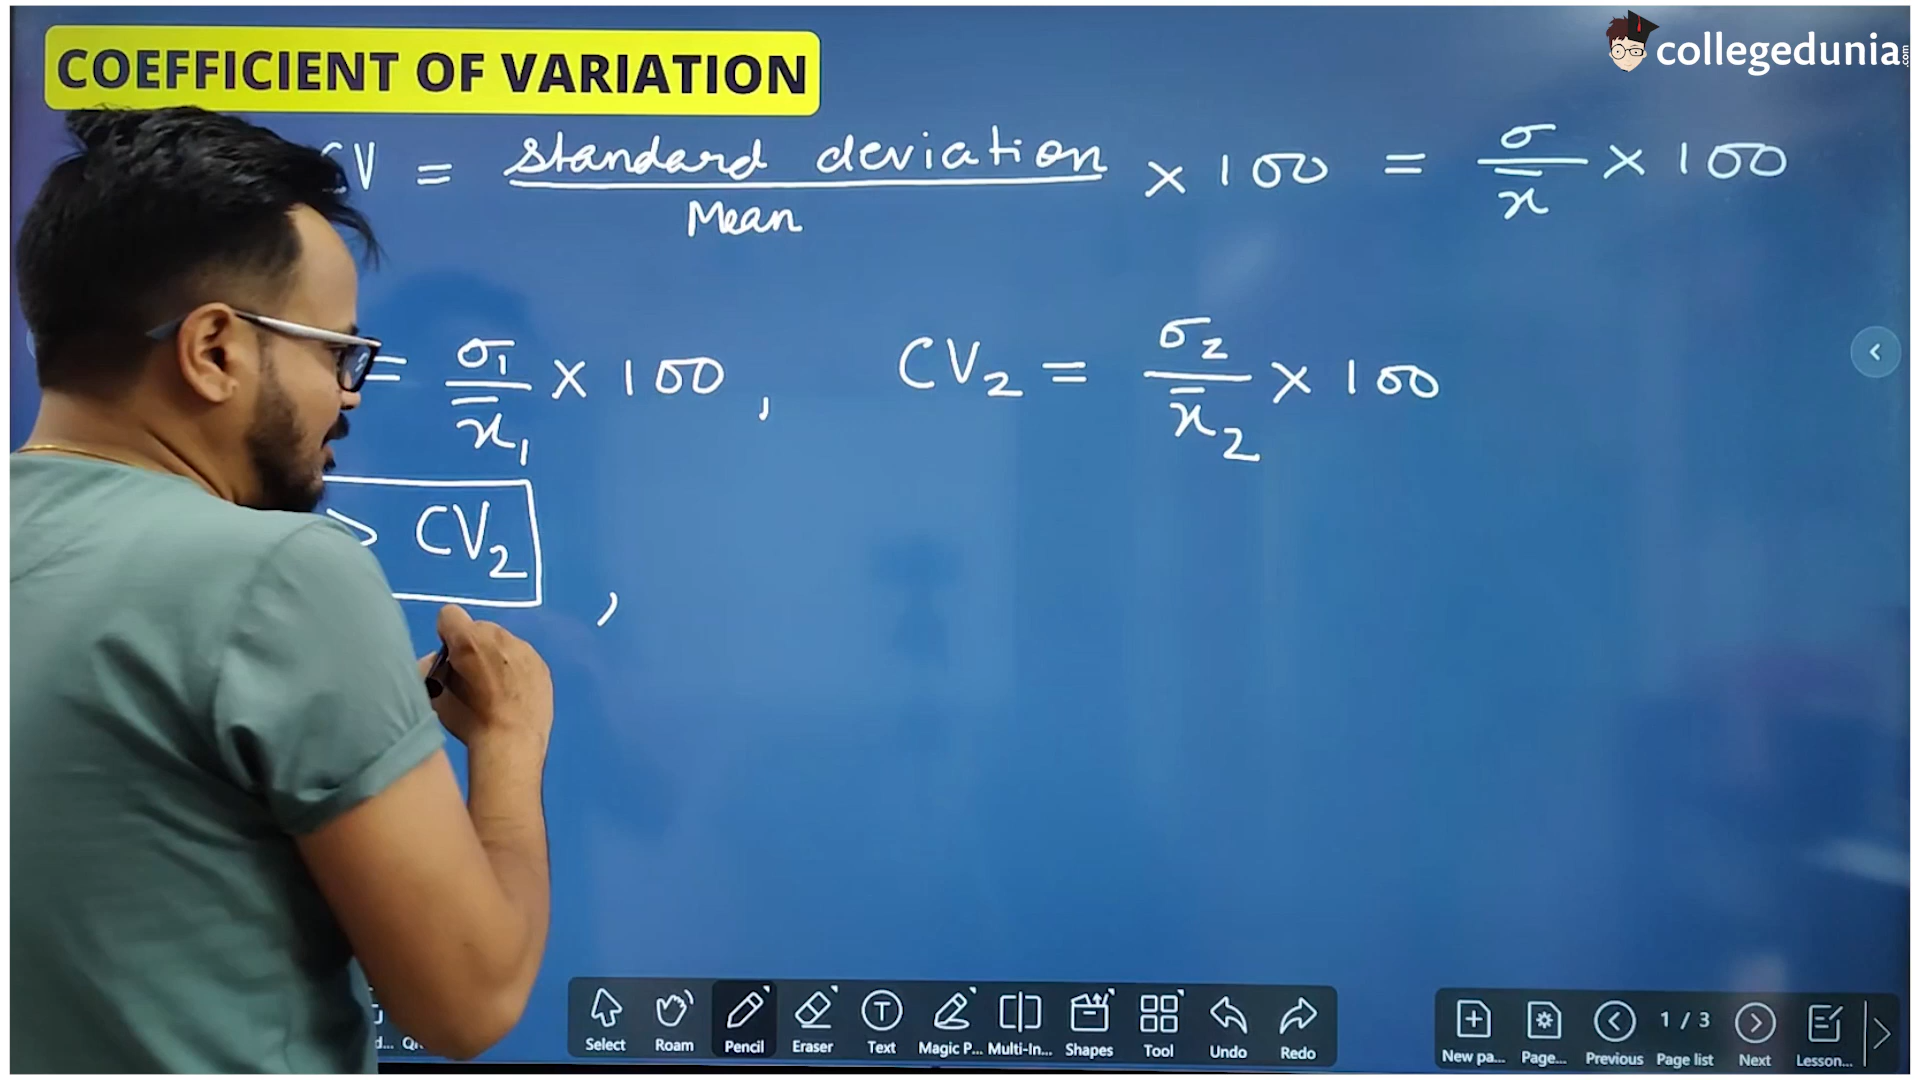 COEFFICIENT OF VARIATION
collegedunia.com
CV = standard deviation / Mean × 100 = σ / x̄ × 100
= σ1 / x̄1 × 100 , CV2 = σ2 / x̄2 × 100
> CV2 ,
Select Roam Pencil Eraser Text Magic P... Multi-In... Shapes Tool Undo Redo
New pa... Page... Previous 1 / 3 Page list Next Lesson...